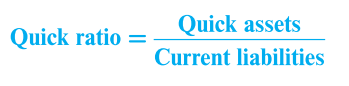 Quick ratio = Quick assets
Current liabilities